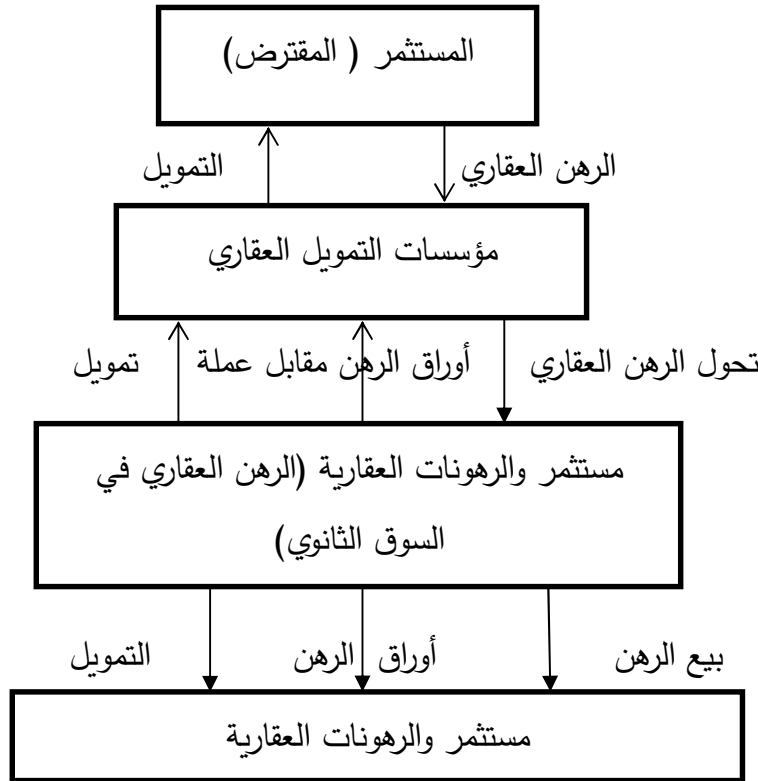 المستثمر ( المقترض)
الرهن العقاري
التمويل
مؤسسات التمويل العقاري
تحول الرهن العقاري
أوراق الرهن مقابل عملة
تمويل
مستثمر والرهونات العقارية (الرهن العقاري في
السوق الثانوي)
بيع الرهن
أوراق الرهن
التمويل
مستثمر والرهونات العقارية